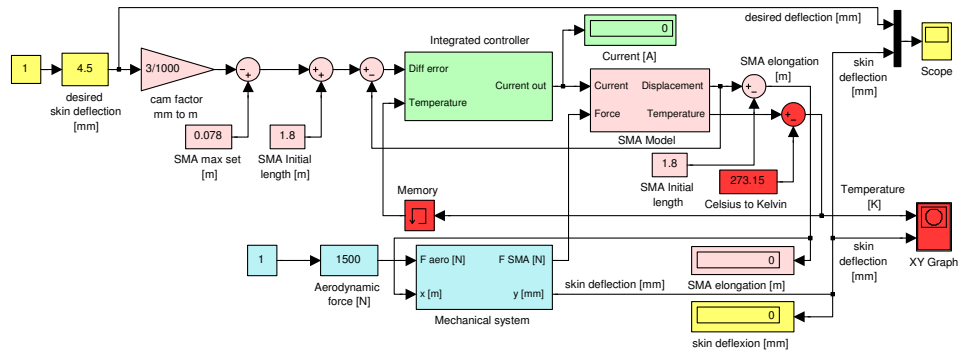 desired deflection [mm]
Integrated controller
0
Current [A]
1
4.5
desired
skin deflection
[mm]
3/1000
cam factor
mm to m
-
+
+
+
+
-
Diff error
Temperature
Current out
SMA elongation
[m]
+
-
skin
deflection
[mm]
Scope
0.078
SMA max set
[m]
1.8
SMA Initial
length [m]
Current
Force
Displacement
Temperature
SMA Model
+
-
1.8
SMA Initial
length
273.15
Celsius to Kelvin
Memory
Temperature
[K]
skin
deflection
[mm]
XY Graph
1
1500
Aerodynamic
force [N]
F aero [N]
x [m]
F SMA [N]
y [mm]
Mechanical system
skin deflection [mm]
0
SMA elongation [m]
0
skin deflexion [mm]